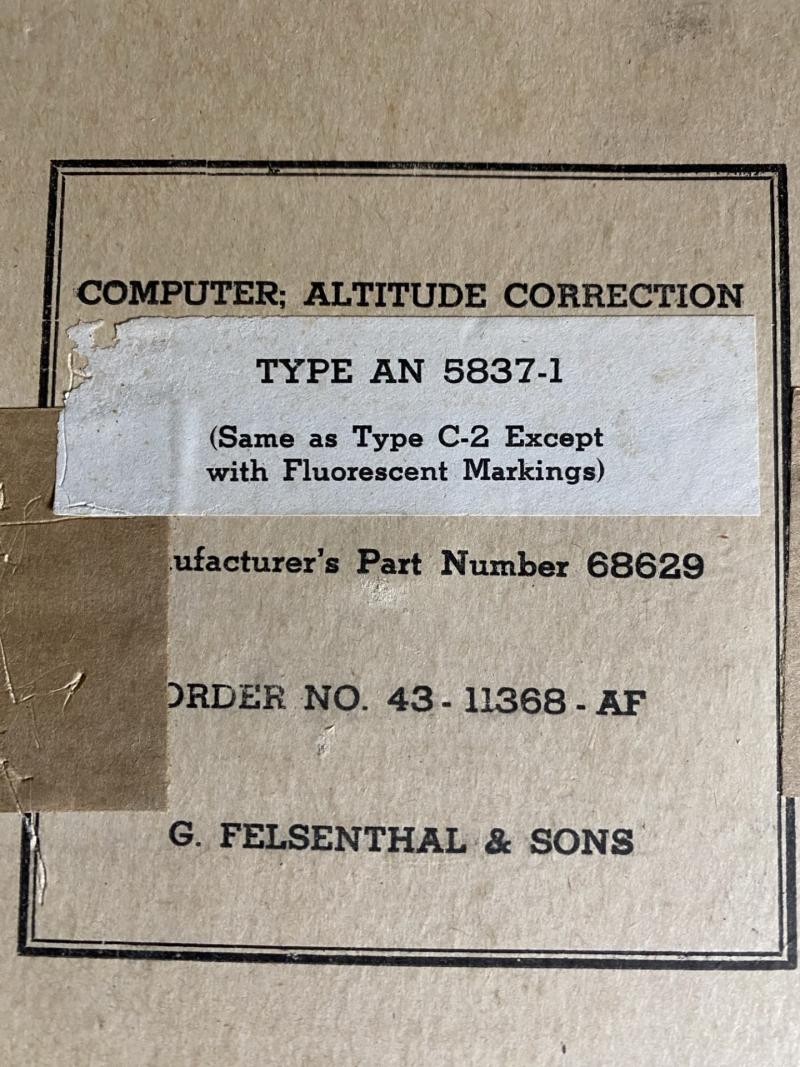 COMPUTER; ALTITUDE CORRECTION
TYPE AN 5837-1
(Same as Type C-2 Except
with Fluorescent Markings)
ufacturer's Part Number 68629
ORDER NO. 43-11368-AF
G. FELSENTHAL & SONS